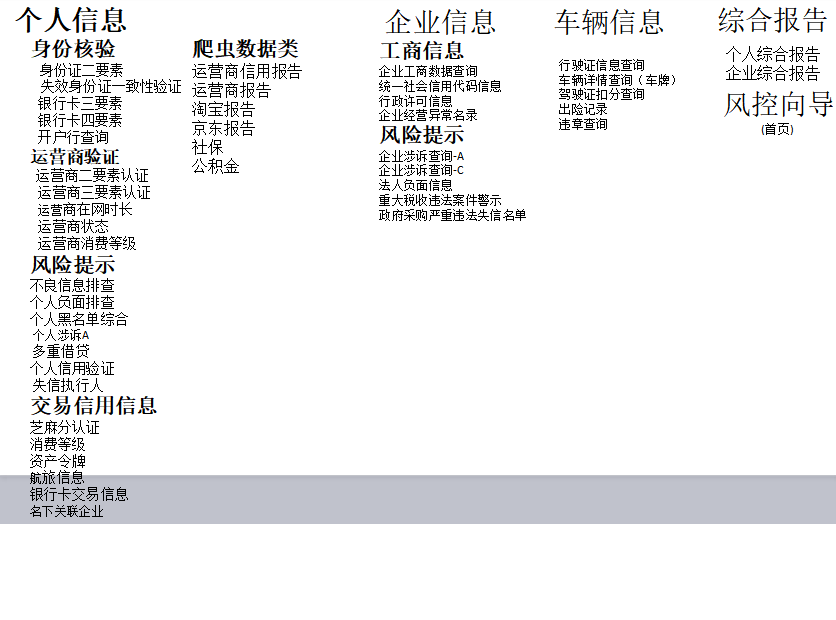 个人信息
身份核验
身份证二要素
失效身份证一致性验证
银行卡三要素
银行卡四要素
开户行查询
运营商验证
运营商二要素认证
运营商三要素认证
运营商在网时长
运营商状态
运营商消费等级
风险提示
不良信息排查
个人负面排查
个人黑名单综合
个人涉诉A
多重借贷
个人信用验证
失信执行人
交易信用信息
芝麻分认证
消费等级
资产令牌
航旅信息
银行卡交易信息
名下关联企业
爬虫数据类
运营商信用报告
运营商报告
淘宝报告
京东报告
社保
公积金
企业信息
工商信息
企业工商数据查询
统一社会信用代码信息
行政许可信息
企业经营异常名录
风险提示
企业涉诉查询-A
企业涉诉查询-C
法人负面信息
重大税收违法案件警示
政府采购严重违法失信名单
车辆信息
行驶证信息查询
车辆详情查询（车牌）
驾驶证扣分查询
出险记录
违章查询
综合报告
个人综合报告
企业综合报告
风控向导
(首页)